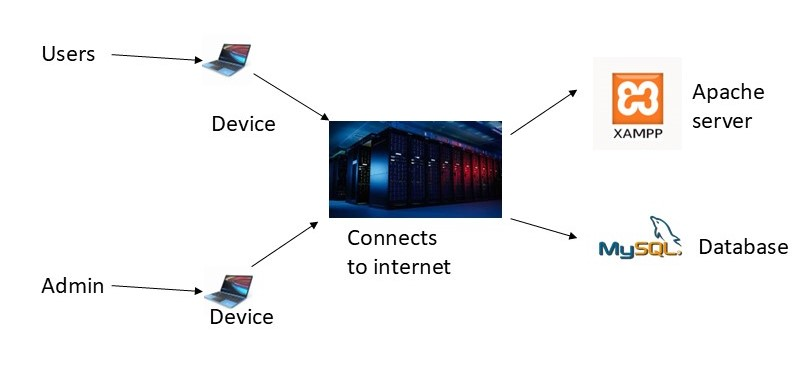 Users
Device
Connects
to internet
Admin
Device
XAMPP
Apache
server
MySQL
Database